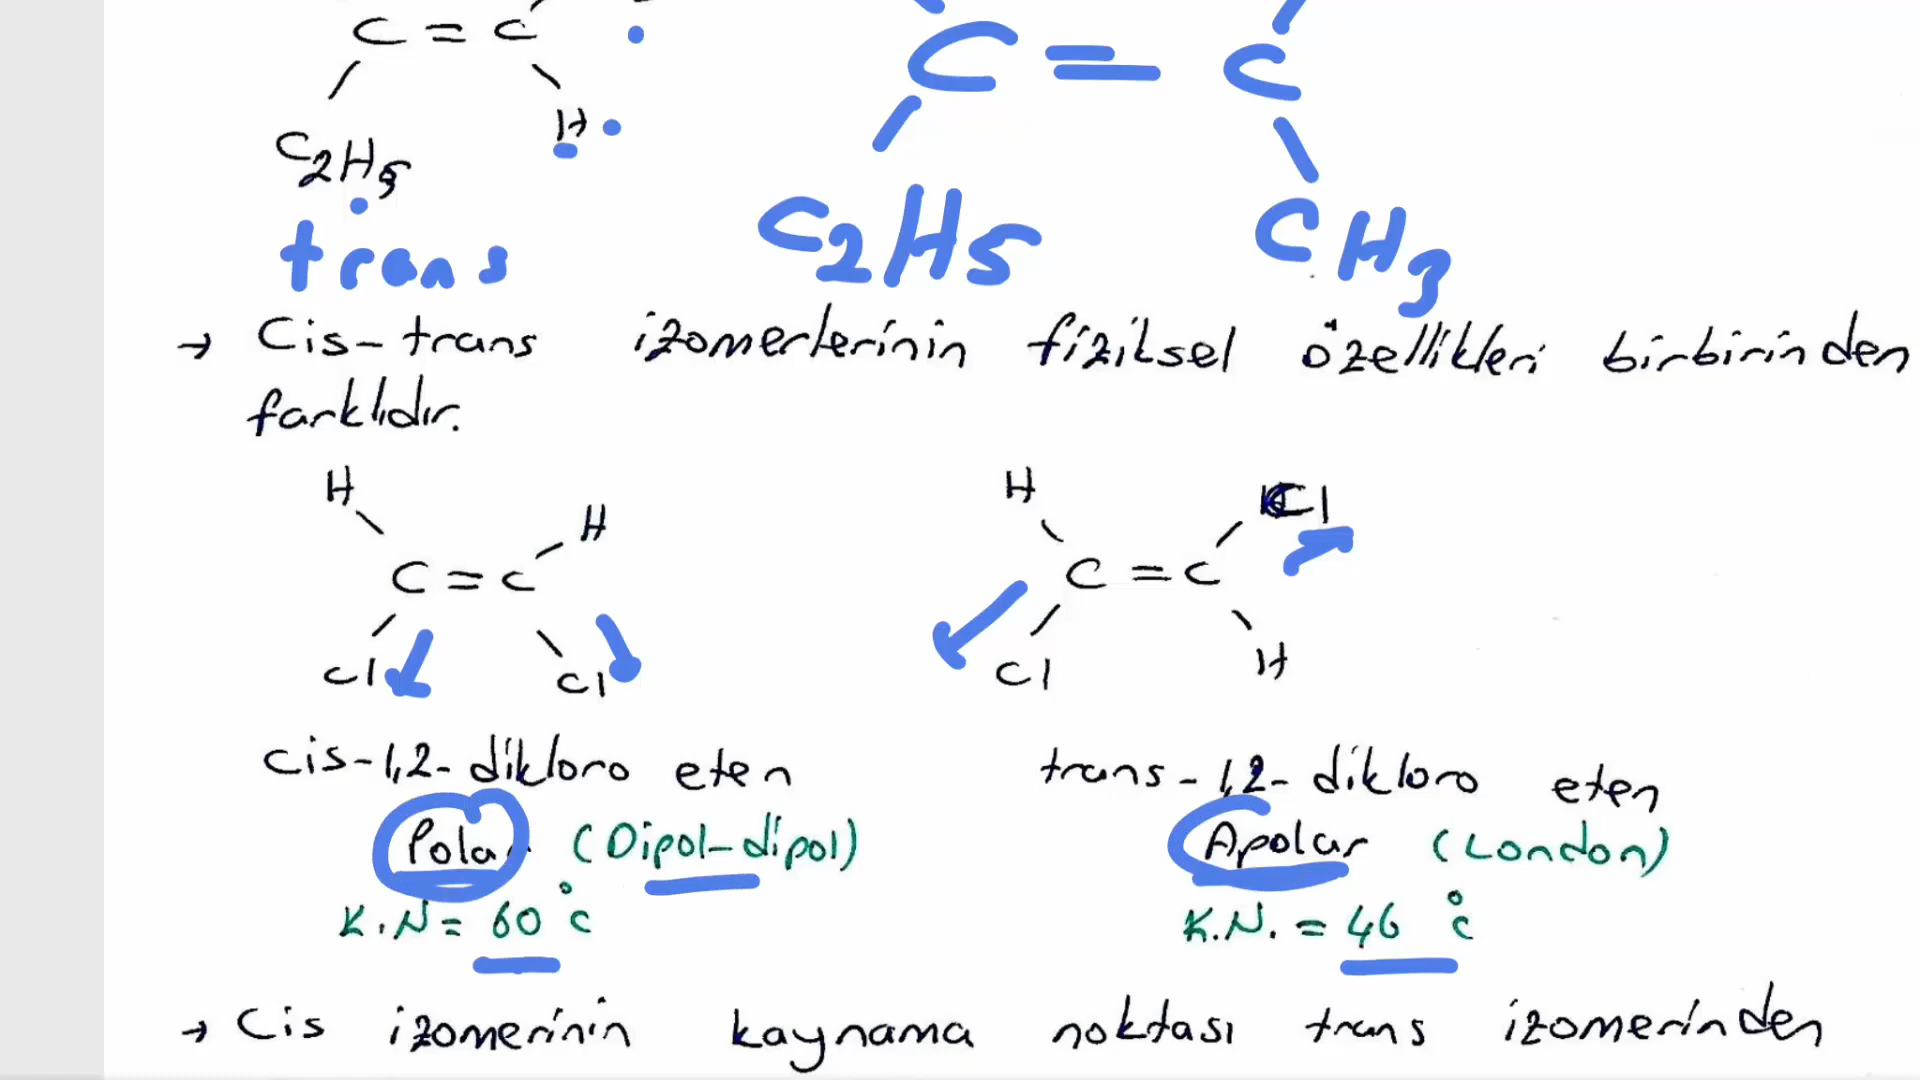 C = C
C = C
H
C2H5
C2H5
CH3
trans
→ Cis-trans izomerlerinin fiziksel özellikleri birbirinden
farklıdır.
H H
C = C
Cl Cl
H Cl
C = C
Cl H
cis-1,2-dikloro eten
trans-1,2-dikloro eten
Polar (Dipol-dipol)
Apolar (London)
K.N = 60 °C
K.N. = 46 °C
→ Cis izomerinin kaynama noktası trans izomerinden